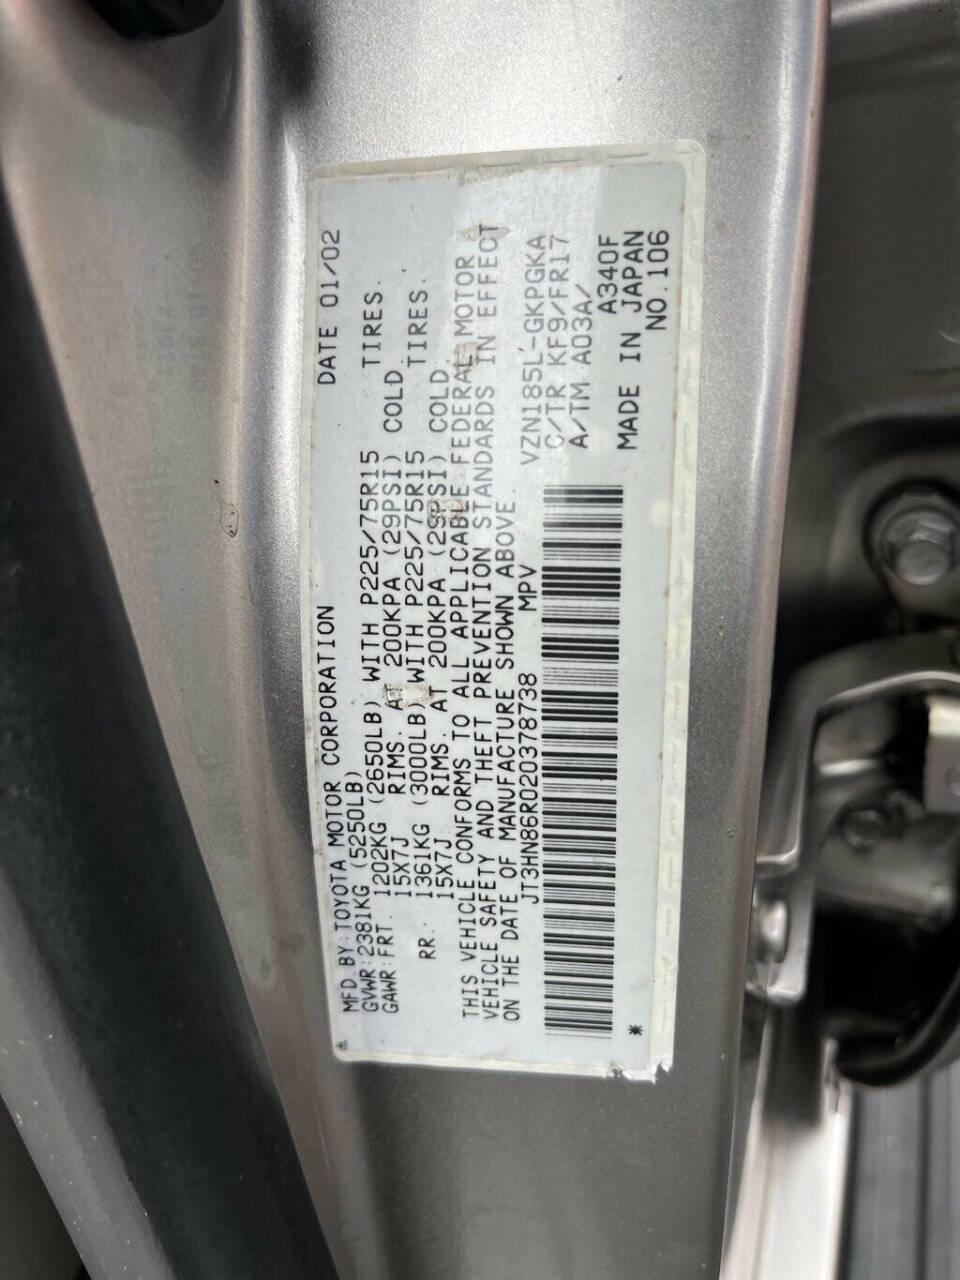 MFD. BY: TOYOTA MOTOR CORPORATION DATE 01/02
GVWR: 2381KG (5250LB)
GAWR: FRT. 1202KG (2650LB) WITH P225/75R15 TIRES.
15X7J RIMS. AT 200KPA (29PSI) COLD
RR.: 1361KG (3000LB) WITH P225/75R15 TIRES.
15X7J RIMS. AT 200KPA (29PSI) COLD.
THIS VEHICLE CONFORMS TO ALL APPLICABLE FEDERAL MOTOR
VEHICLE SAFETY AND THEFT PREVENTION STANDARDS IN EFFECT
ON THE DATE OF MANUFACTURE SHOWN ABOVE.
JT3HN86R020378738 MPV
VZN185L-GKPGKA
C/TR KF9/FR17
A/TM A03A/ A340F
MADE IN JAPAN
* NO.106